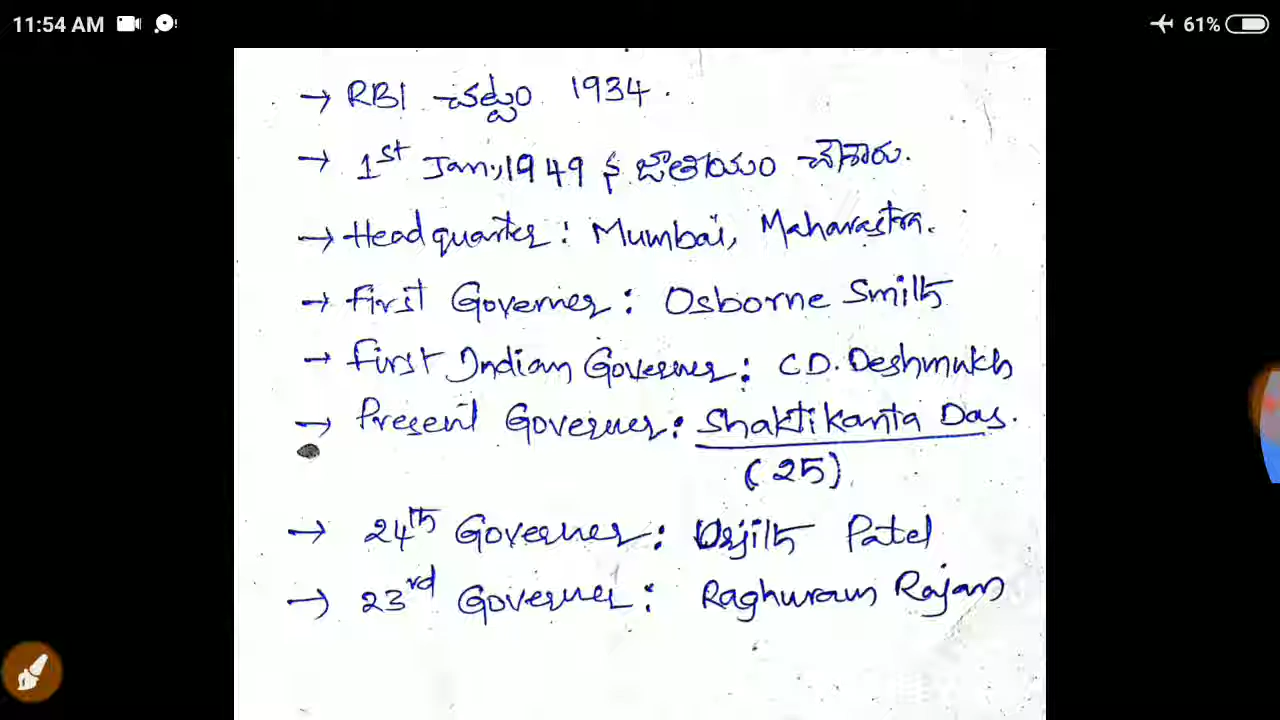 11:54 AM 61%
→ RBI చట్టం 1934.
→ 1st Jan, 1949 న జాతీయం చేశారు.
→ Headquarter: Mumbai, Maharastra.
→ First Governer: Osborne Smith
→ First Indian Governer: C.D. Deshmukh
→ Present Governer: Shaktikanta Das.
(25)
→ 24th Governer: Urjith Patel
→ 23rd Governer: Raghuram Rajan